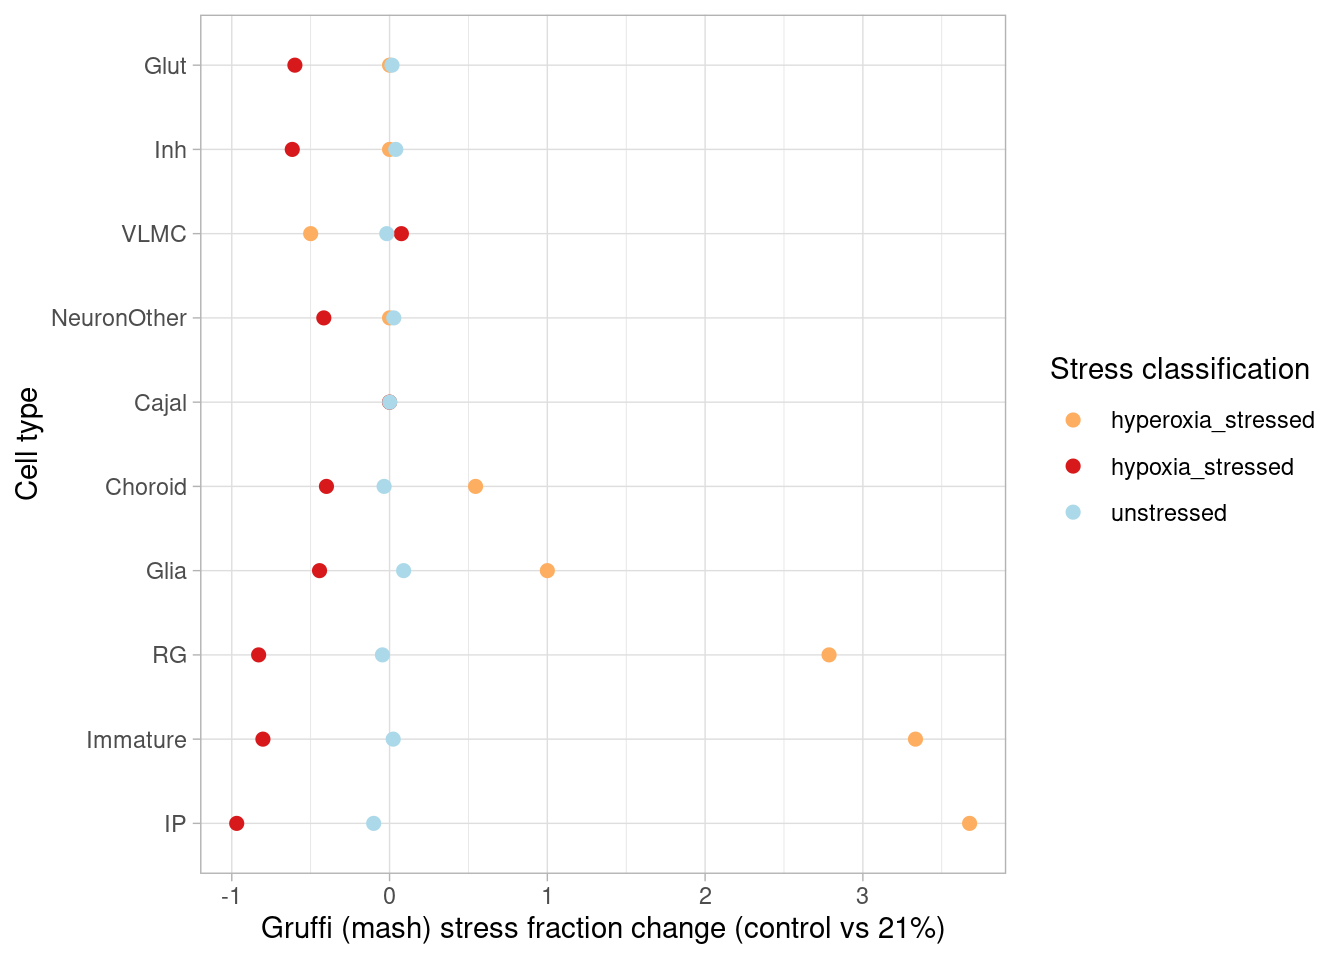 Glut
Inh
VLMC
NeuronOther
Cajal
Choroid
Glia
RG
Immature
IP
Cell type
-1 0 1 2 3
Gruffi (mash) stress fraction change (control vs 21%)
Stress classification
hyperoxia_stressed
hypoxia_stressed
unstressed